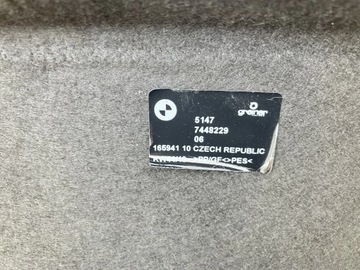 5147
greiner
7448229
06
165941 10 CZECH REPUBLIC
>PP/GF<>PES<